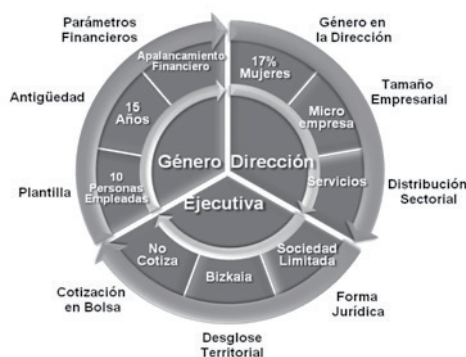 Parámetros
Financieros
Género en
la Dirección
Apalancamiento
Financiero
17%
Mujeres
Antigüedad
Tamaño
Empresarial
15
Años
Micro
empresa
Género Dirección
Ejecutiva
Plantilla
10
Personas
Empleadas
Servicios
Distribución
Sectorial
No
Cotiza
Bizkaia
Sociedad
Limitada
Cotización
en Bolsa
Forma
Jurídica
Desglose
Territorial